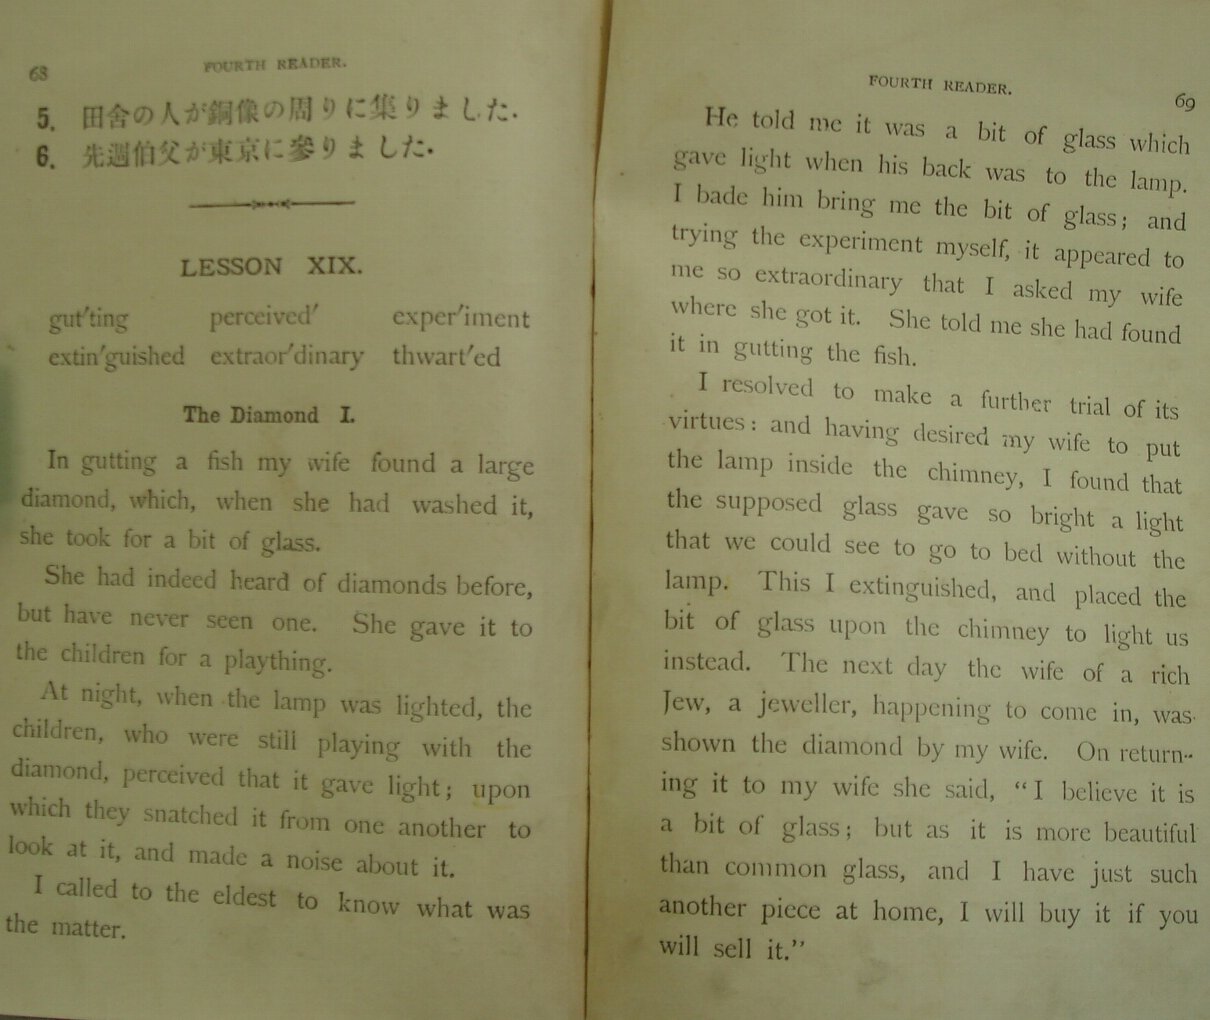 68
FOURTH READER.
5. 田舎の人が銅像の周りに集りました.
6. 先週伯父が東京に參りました.
LESSON XIX.
gut′ting perceived′ exper′iment
extin′guished extraor′dinary thwart′ed
The Diamond I.
In gutting a fish my wife found a large
diamond, which, when she had washed it,
she took for a bit of glass.
She had indeed heard of diamonds before,
but have never seen one. She gave it to
the children for a plaything.
At night, when the lamp was lighted, the
children, who were still playing with the
diamond, perceived that it gave light; upon
which they snatched it from one another to
look at it, and made a noise about it.
I called to the eldest to know what was
the matter.
FOURTH READER.
69
He told me it was a bit of glass which
gave light when his back was to the lamp.
I bade him bring me the bit of glass; and
trying the experiment myself, it appeared to
me so extraordinary that I asked my wife
where she got it. She told me she had found
it in gutting the fish.
I resolved to make a further trial of its
virtues: and having desired my wife to put
the lamp inside the chimney, I found that
the supposed glass gave so bright a light
that we could see to go to bed without the
lamp. This I extinguished, and placed the
bit of glass upon the chimney to light us
instead. The next day the wife of a rich
Jew, a jeweller, happening to come in, was
shown the diamond by my wife. On return-
ing it to my wife she said, "I believe it is
a bit of glass; but as it is more beautiful
than common glass, and I have just such
another piece at home, I will buy it if you
will sell it."